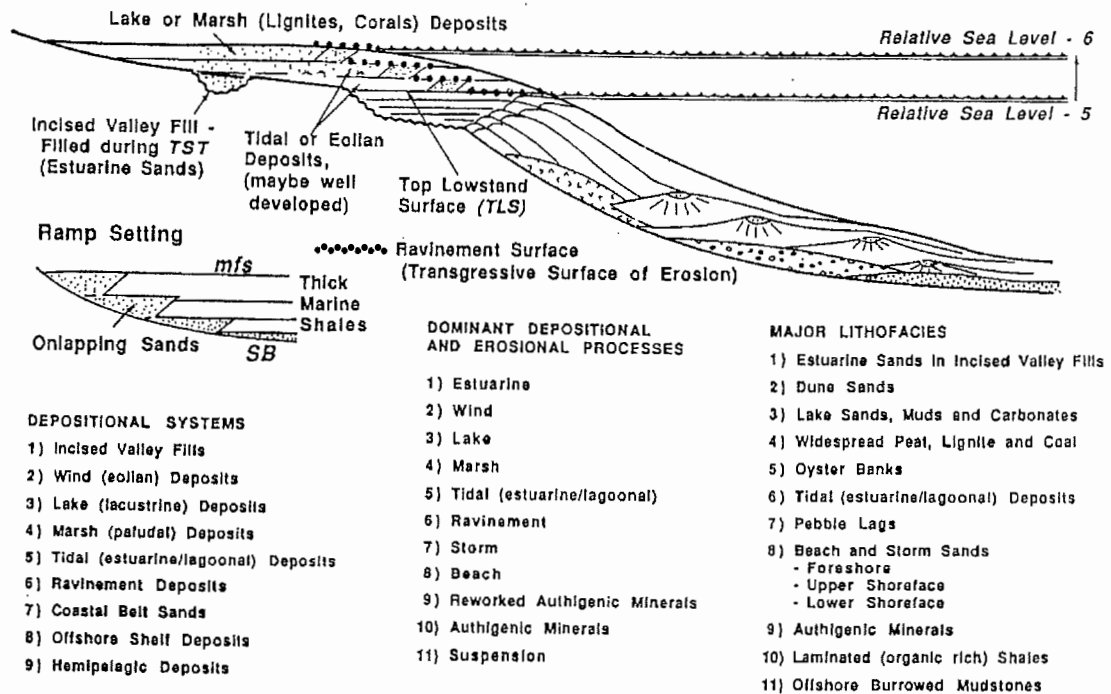 Lake or Marsh (Lignites, Corals) Deposits
Relative Sea Level - 6
Relative Sea Level - 5
Incised Valley Fill -
Filled during TST
(Estuarine Sands)
Tidal or Eolian
Deposits,
(maybe well
developed)
Top Lowstand
Surface (TLS)
Ramp Setting
Ravinement Surface
(Transgressive Surface of Erosion)
mfs
Thick
Marine
Shales
Onlapping Sands
SB
DEPOSITIONAL SYSTEMS
1) Incised Valley Fills
2) Wind (eolian) Deposits
3) Lake (lacustrine) Deposits
4) Marsh (paludal) Deposits
5) Tidal (estuarine/lagoonal) Deposits
6) Ravinement Deposits
7) Coastal Belt Sands
8) Offshore Shelf Deposits
9) Hemipelagic Deposits
DOMINANT DEPOSITIONAL
AND EROSIONAL PROCESSES
1) Estuarine
2) Wind
3) Lake
4) Marsh
5) Tidal (estuarine/lagoonal)
6) Ravinement
7) Storm
8) Beach
9) Reworked Authigenic Minerals
10) Authigenic Minerals
11) Suspension
MAJOR LITHOFACIES
1) Estuarine Sands in Incised Valley Fills
2) Dune Sands
3) Lake Sands, Muds and Carbonates
4) Widespread Peat, Lignite and Coal
5) Oyster Banks
6) Tidal (estuarine/lagoonal) Deposits
7) Pebble Lags
8) Beach and Storm Sands
- Foreshore
- Upper Shoreface
- Lower Shoreface
9) Authigenic Minerals
10) Laminated (organic rich) Shales
11) Offshore Burrowed Mudstones